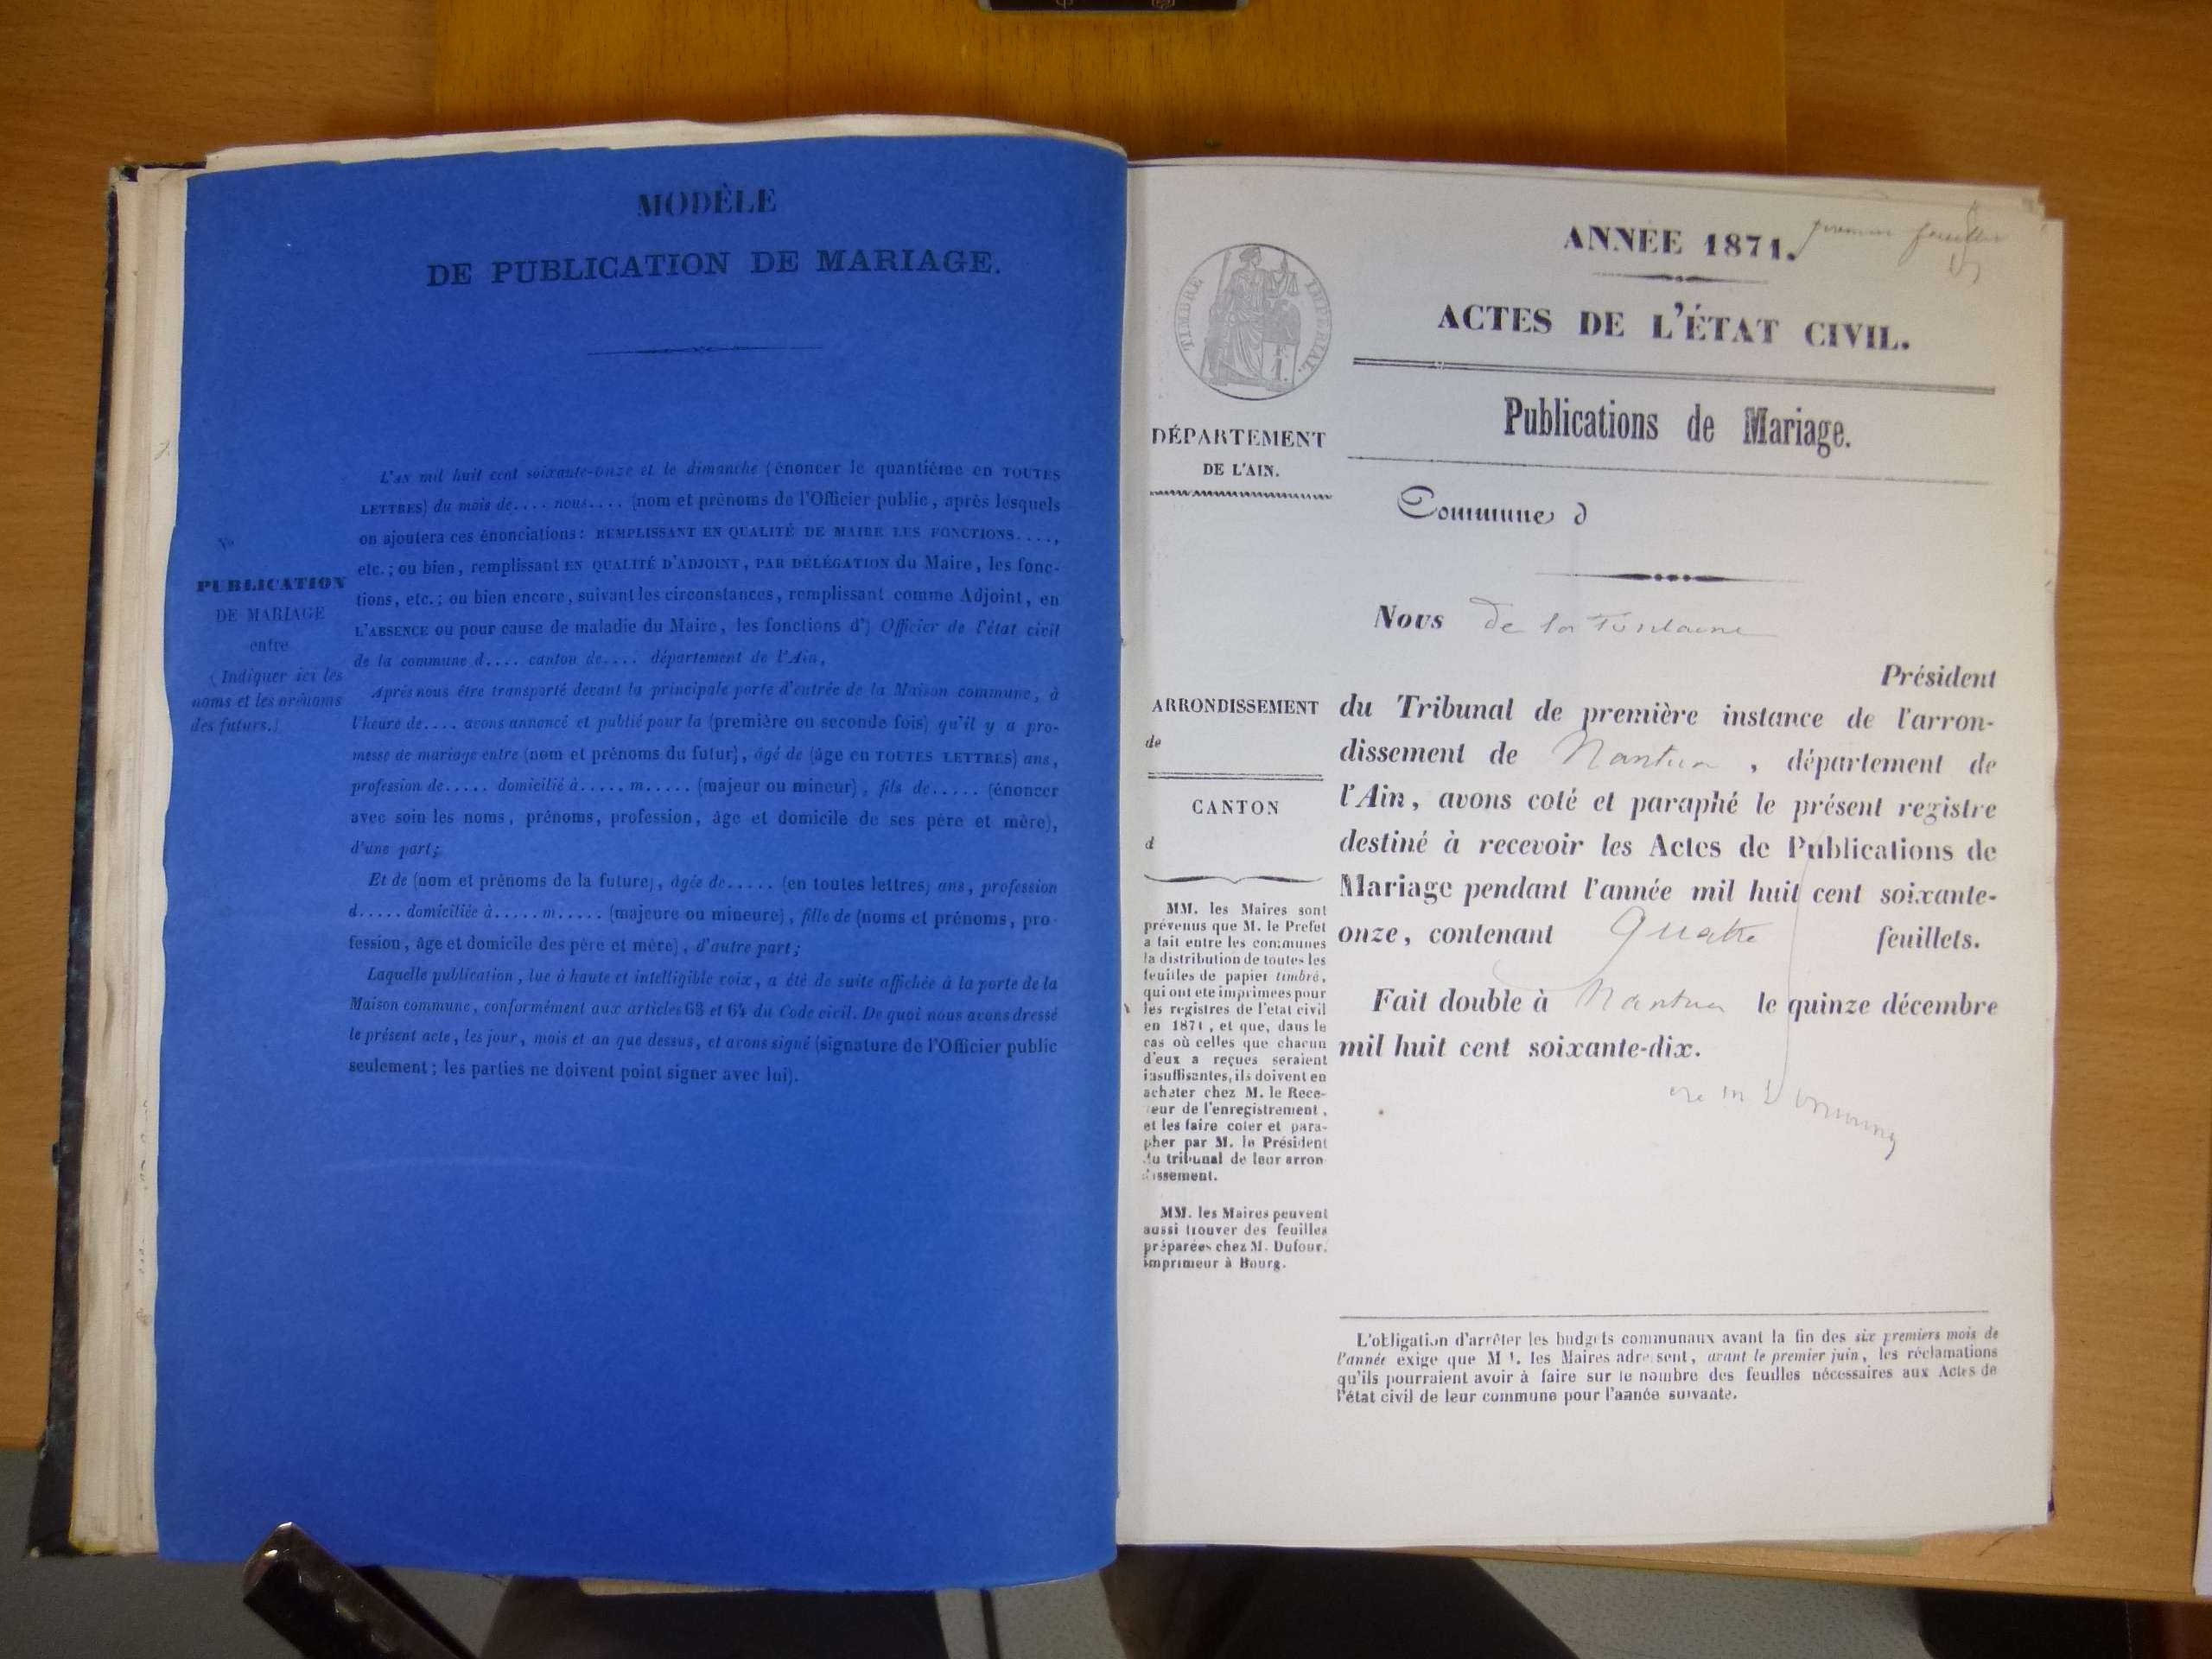 MODÈLE
DE PUBLICATION DE MARIAGE.
No
PUBLICATION
DE MARIAGE
entre
(Indiquer ici les
noms et les prénoms
des futurs.)
L'AN mil huit cent soixante-onze et le dimanche (énoncer le quantième en TOUTES
LETTRES) du mois de.... nous.... (nom et prénoms de l'Officier public, après lesquels
on ajoutera ces énonciations: REMPLISSANT EN QUALITÉ DE MAIRE LES FONCTIONS....,
etc.; ou bien, remplissant EN QUALITÉ D'ADJOINT, PAR DÉLÉGATION du Maire, les fonc-
tions, etc.; ou bien encore, suivant les circonstances, remplissant comme Adjoint, en
L'ABSENCE ou pour cause de maladie du Maire, les fonctions d') Officier de l'état civil
de la commune d.... canton de.... département de l'Ain,
Après nous être transporté devant la principale porte d'entrée de la Maison commune, à
l'heure de.... avons annoncé et publié pour la (première ou seconde fois) qu'il y a pro-
messe de mariage entre (nom et prénoms du futur), âgé de (âge en TOUTES LETTRES) ans,
profession de..... domicilié à..... m..... (majeur ou mineur), fils de..... (énoncer
avec soin les noms, prénoms, profession, âge et domicile de ses père et mère),
d'une part;
Et de (nom et prénoms de la future), âgée de..... (en toutes lettres) ans, profession
d..... domiciliée à..... m..... (majeure ou mineure), fille de (noms et prénoms, pro-
fession, âge et domicile des père et mère), d'autre part;
Laquelle publication, lue à haute et intelligible voix, a été de suite affichée à la porte de la
Maison commune, conformément aux articles 63 et 64 du Code civil. De quoi nous avons dressé
le présent acte, les jour, mois et an que dessus, et avons signé (signature de l'Officier public
seulement; les parties ne doivent point signer avec lui).
ANNÉE 1871.
premier feuillet
TIMBRE IMPÉRIAL.
ACTES DE L'ÉTAT CIVIL.
Publications de Mariage.
DÉPARTEMENT
DE L'AIN.
Commune d
Nous de la Fontaine
Président
ARRONDISSEMENT
de
CANTON
d
du Tribunal de première instance de l'arron-
dissement de Nantua, département de
l'Ain, avons coté et paraphé le présent registre
destiné à recevoir les Actes de Publications de
Mariage pendant l'année mil huit cent soixante-
onze, contenant Quatre feuillets.
Fait double à Nantua le quinze décembre
mil huit cent soixante-dix.
MM. les Maires sont
prévenus que M. le Préfet
a fait entre les communes
la distribution de toutes les
feuilles de papier timbré,
qui ont été imprimées pour
les registres de l'état civil
en 1871, et que, dans le
cas où celles que chacun
d'eux a reçues seraient
insuffisantes, ils doivent en
acheter chez M. le Rece-
veur de l'enregistrement,
et les faire coter et para-
pher par M. le Président
du tribunal de leur arron-
dissement.
MM. les Maires peuvent
aussi trouver des feuilles
préparées chez M. Dufour,
imprimeur à Bourg.
L'obligation d'arrêter les budgets communaux avant la fin des six premiers mois de
l'année exige que MM. les Maires adressent, avant le premier juin, les réclamations
qu'ils pourraient avoir à faire sur le nombre des feuilles nécessaires aux Actes de
l'état civil de leur commune pour l'année suivante.